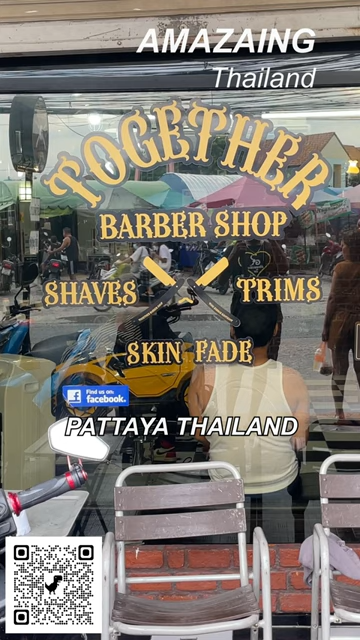 AMAZAING
Thailand
TOGETHER
BARBER SHOP
SHAVES
TRIMS
SKIN FADE
Find us on
facebook.
PATTAYA THAILAND